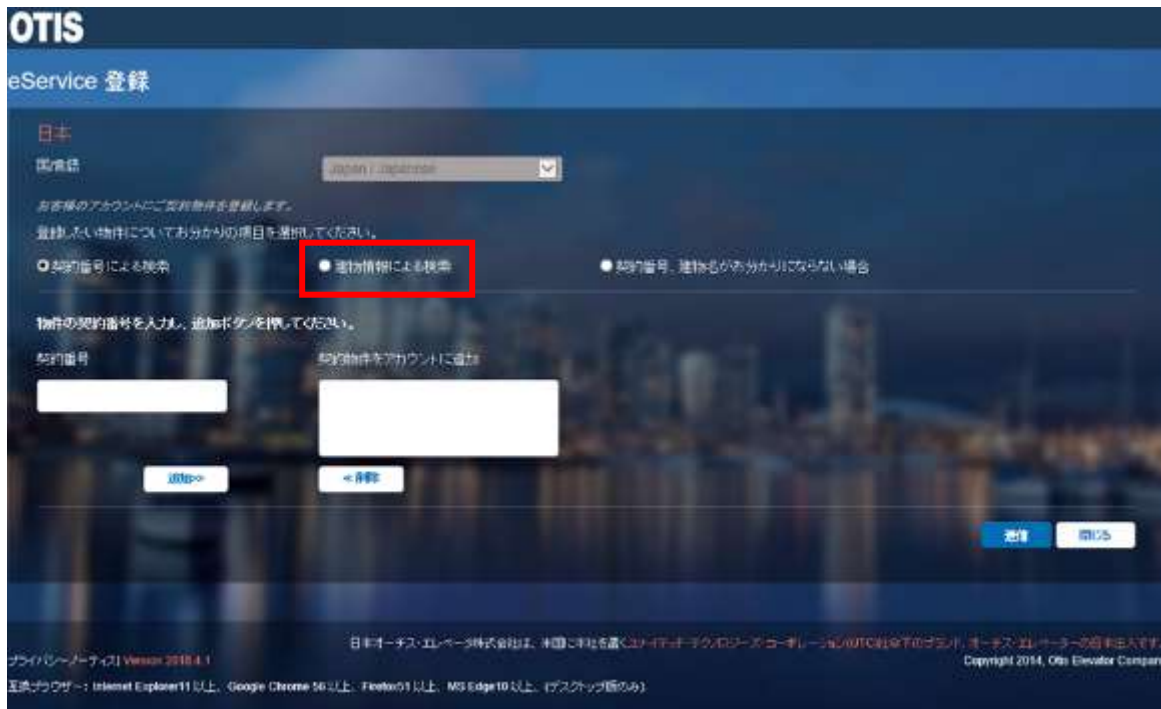 OTIS
eService 登録
日本
国/言語
Japan / Japanese
お客様のアカウントにご契約物件を登録します。
登録したい物件についてお分かりの項目を選択してください。
契約番号による検索
建物情報による検索
契約番号、建物名がお分かりにならない場合
物件の契約番号を入力し、追加ボタンを押してください。
契約番号
契約物件をアカウントに追加
追加>>
<<削除
送信
閉じる
日本オーチス・エレベータ株式会社は、米国に本社を置くユナイテッド・テクノロジーズ・コーポレーション(UTC)社傘下のブランド、オーチス・エレベーターの日本法人です。
プライバシーノーティス| Version 2018.4.1
Copyright 2014, Otis Elevator Compan
互換ブラウザー: Internet Explorer11 以上、Google Chrome 56 以上、Firefox51 以上、MS Edge10 以上、(デスクトップ版のみ)